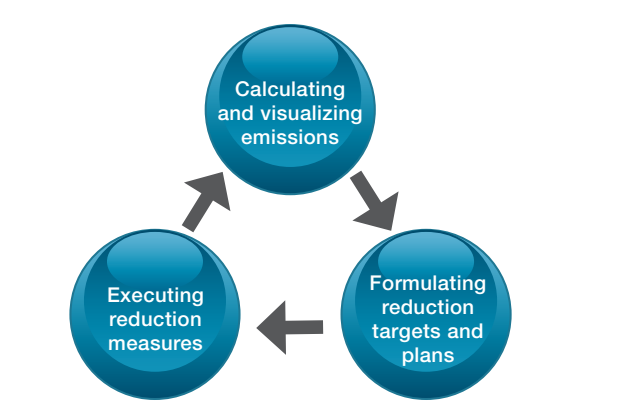 Calculating
and visualizing
emissions
Formulating
reduction
targets and
plans
Executing
reduction
measures